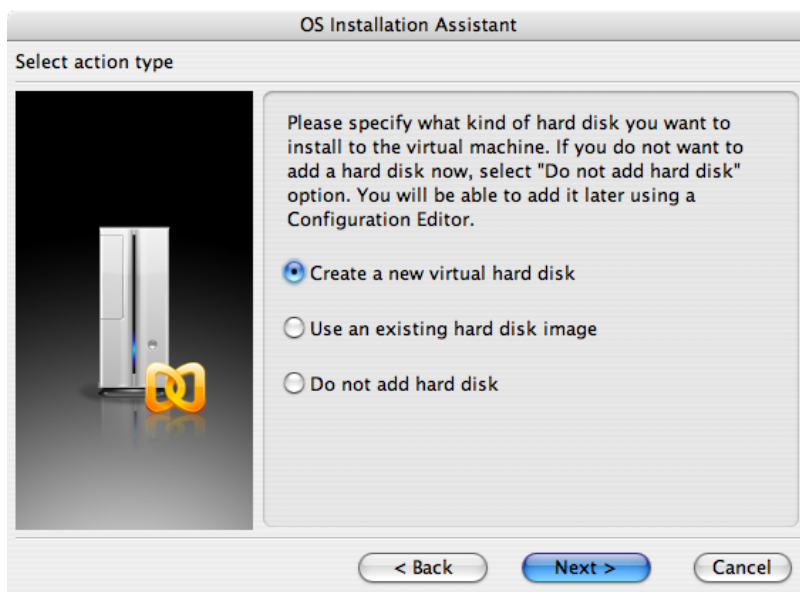 OS Installation Assistant
Select action type
Please specify what kind of hard disk you want to
install to the virtual machine. If you do not want to
add a hard disk now, select "Do not add hard disk"
option. You will be able to add it later using a
Configuration Editor.
Create a new virtual hard disk
Use an existing hard disk image
Do not add hard disk
< Back
Next >
Cancel